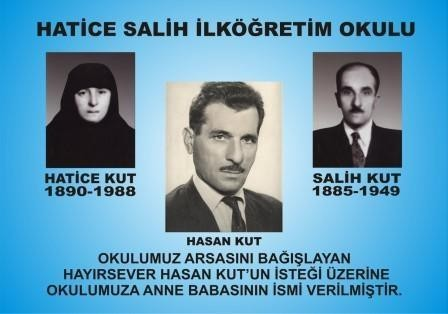 HATİCE SALİH İLKÖĞRETİM OKULU
HATİCE KUT
1890-1988
SALİH KUT
1885-1949
HASAN KUT
OKULUMUZ ARSASINI BAĞIŞLAYAN
HAYIRSEVER HASAN KUT'UN İSTEĞİ ÜZERİNE
OKULUMUZA ANNE BABASININ İSMİ VERİLMİŞTİR.